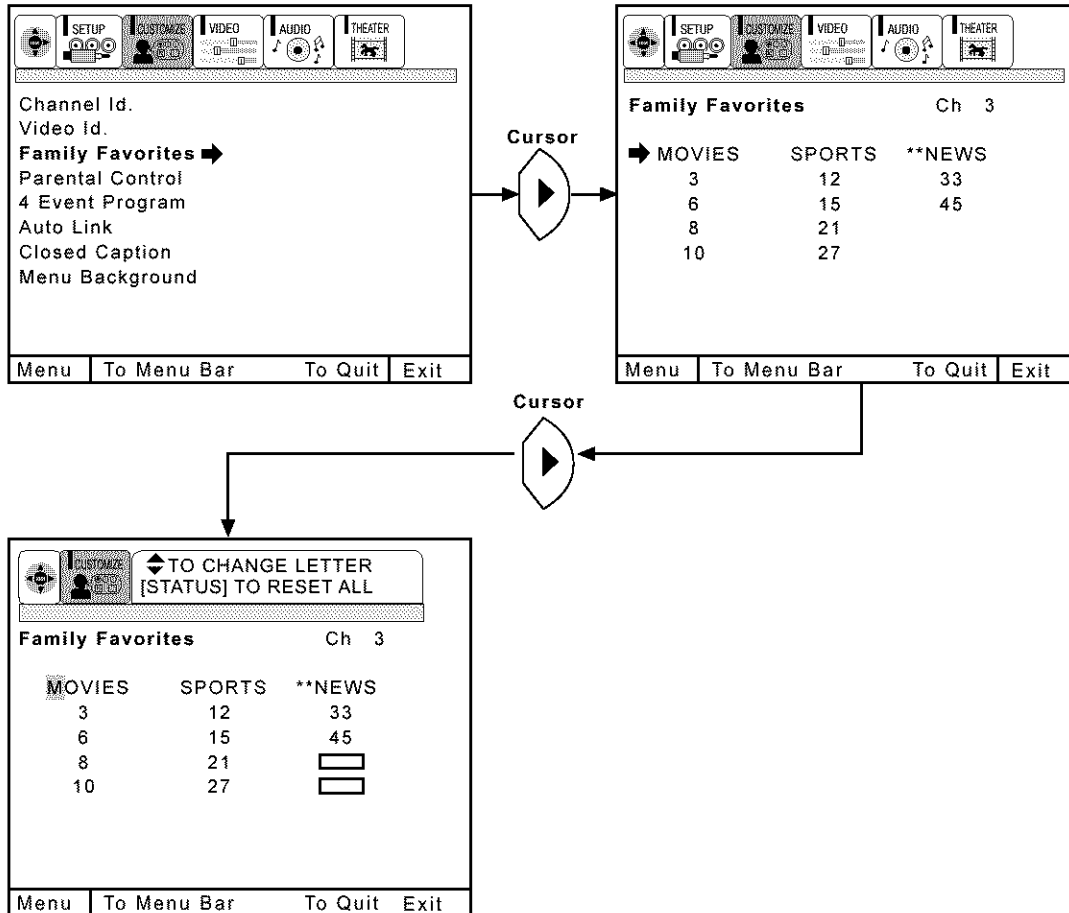 SETUP CUSTOMIZE VIDEO AUDIO THEATER
Channel Id.
Video Id.
Family Favorites
Parental Control
4 Event Program
Auto Link
Closed Caption
Menu Background
Menu To Menu Bar To Quit Exit
Cursor
SETUP CUSTOMIZE VIDEO AUDIO THEATER
Family Favorites Ch 3
MOVIES SPORTS **NEWS
3 12 33
6 15 45
8 21
10 27
Menu To Menu Bar To Quit Exit
Cursor
CUSTOMIZE TO CHANGE LETTER
[STATUS] TO RESET ALL
Family Favorites Ch 3
MOVIES SPORTS **NEWS
3 12 33
6 15 45
8 21
10 27
Menu To Menu Bar To Quit Exit